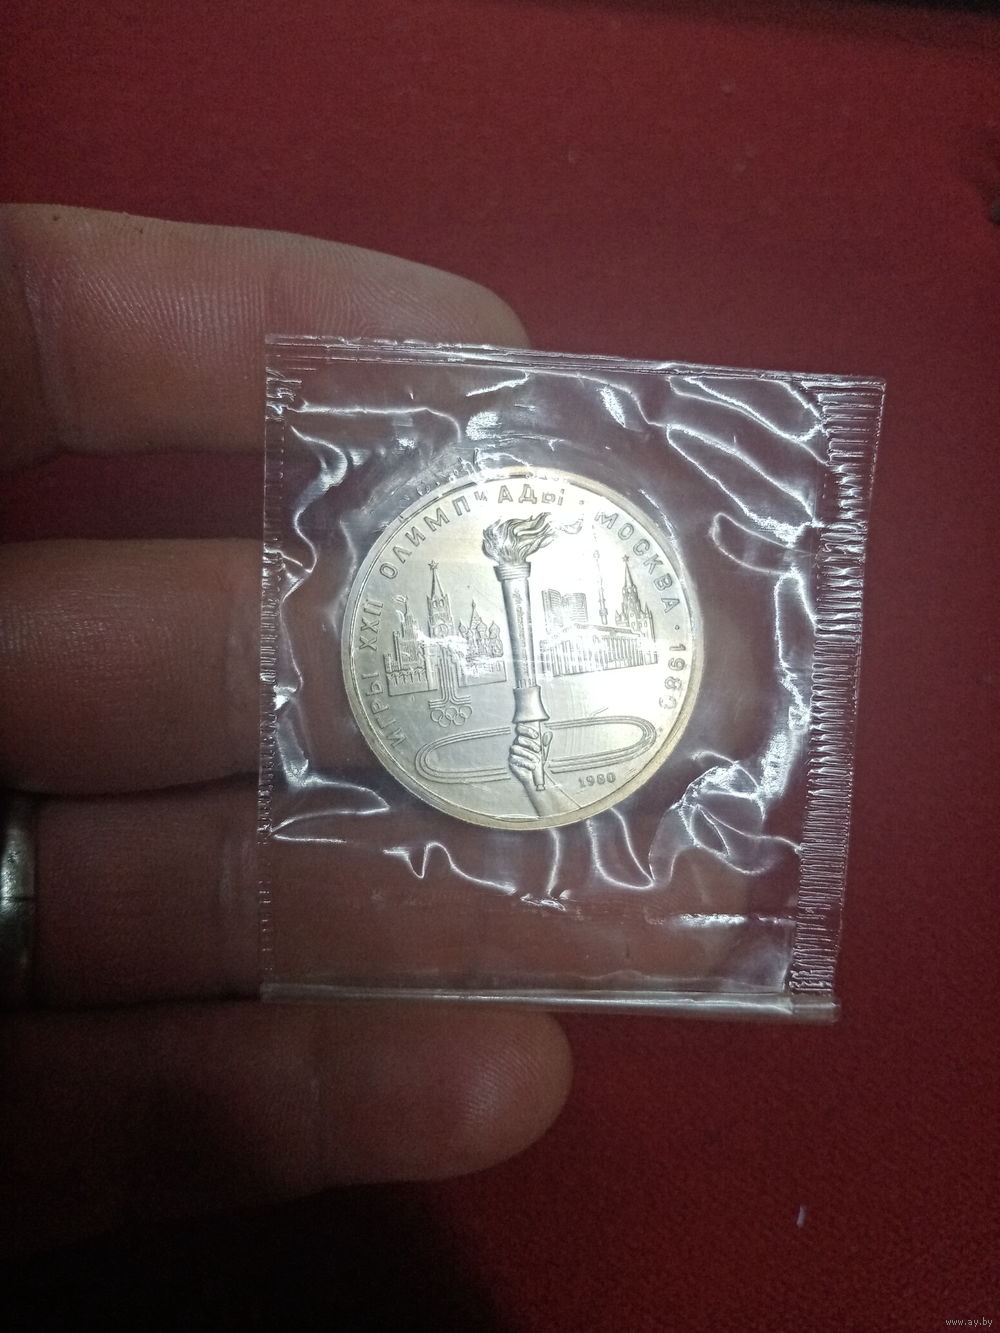 ИГРЫ XXII ОЛИМПИАДЫ · МОСКВА · 1980
1980
www.ay.by